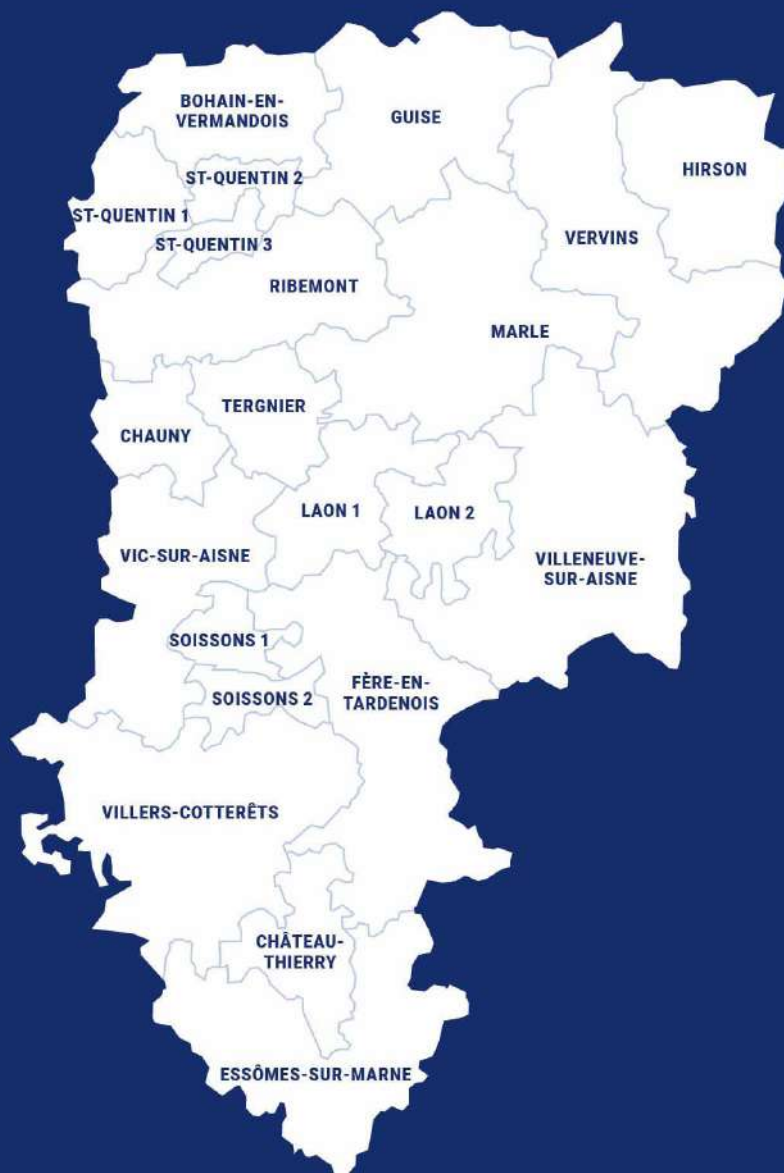 BOHAIN-EN-
VERMANDOIS
GUISE
HIRSON
ST-QUENTIN 2
ST-QUENTIN 1
ST-QUENTIN 3
VERVINS
RIBEMONT
MARLE
TERGNIER
CHAUNY
LAON 1
LAON 2
VIC-SUR-AISNE
VILLENEUVE-
SUR-AISNE
SOISSONS 1
SOISSONS 2
FÈRE-EN-
TARDENOIS
VILLERS-COTTERÊTS
CHÂTEAU-
THIERRY
ESSÔMES-SUR-MARNE